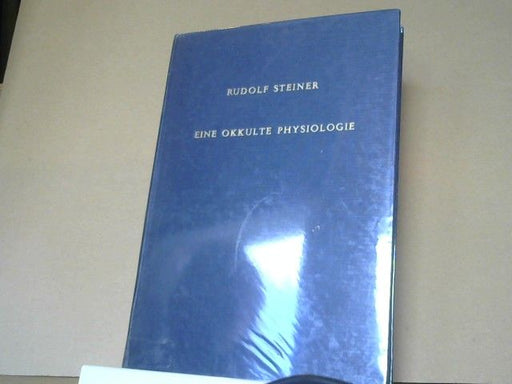 RUDOLF STEINER
EINE OKKULTE PHYSIOLOGIE